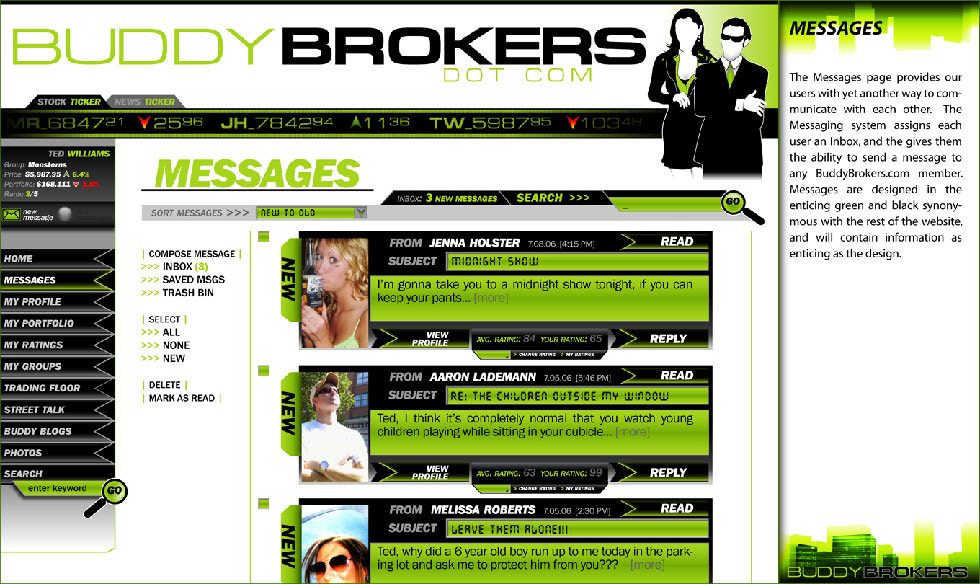 BUDDYBROKERS
DOT COM
STOCK TICKER
NEWS TICKER
MR_684721 2596 JH_784294 1136 TW_598795 10348
TED WILLIAMS
Group: Monsterns
Price: $5,987.95 6.4%
Portfolio: $168.111 1.8%
Rank: 3/5
new message
HOME
MESSAGES
MY PROFILE
MY PORTFOLIO
MY RATINGS
MY GROUPS
TRADING FLOOR
STREET TALK
BUDDY BLOGS
PHOTOS
SEARCH
enter keyword GO
MESSAGES
INBOX: 3 NEW MESSAGES SEARCH >>> GO
SORT MESSAGES >>> NEW TO OLD
| COMPOSE MESSAGE |
>>> INBOX (3)
>>> SAVED MSGS
>>> TRASH BIN
| SELECT |
>>> ALL
>>> NONE
>>> NEW
| DELETE |
| MARK AS READ |
NEW
FROM JENNA HOLSTER 7.08.06 [4:15 PM] READ
SUBJECT MIDNIGHT SHOW
I'm gonna take you to a midnight show tonight, if you can
keep your pants... [more]
VIEW PROFILE AVG. RATING: 84 YOUR RATING: 65 REPLY
> CHANGE RATING > MY RATINGS
NEW
FROM AARON LADEMANN 7.05.06 [5:46 PM] READ
SUBJECT RE: THE CHILDREN OUTSIDE MY WINDOW
Ted, I think it's completely normal that you watch young
children playing while sitting in your cubicle... [more]
VIEW PROFILE AVG. RATING: 63 YOUR RATING: 99 REPLY
> CHANGE RATING > MY RATINGS
NEW
FROM MELISSA ROBERTS 7.05.06 [2:30 PM] READ
SUBJECT LEAVE THEM ALONE!!!
Ted, why did a 6 year old boy run up to me today in the park-
ing lot and ask me to protect him from you??? [more]
MESSAGES
The Messages page provides our
users with yet another way to com-
municate with each other. The
Messaging system assigns each
user an Inbox, and the gives them
the ability to send a message to
any BuddyBrokers.com member.
Messages are designed in the
enticing green and black synony-
mous with the rest of the website,
and will contain information as
enticing as the design.
BUDDYBROKERS